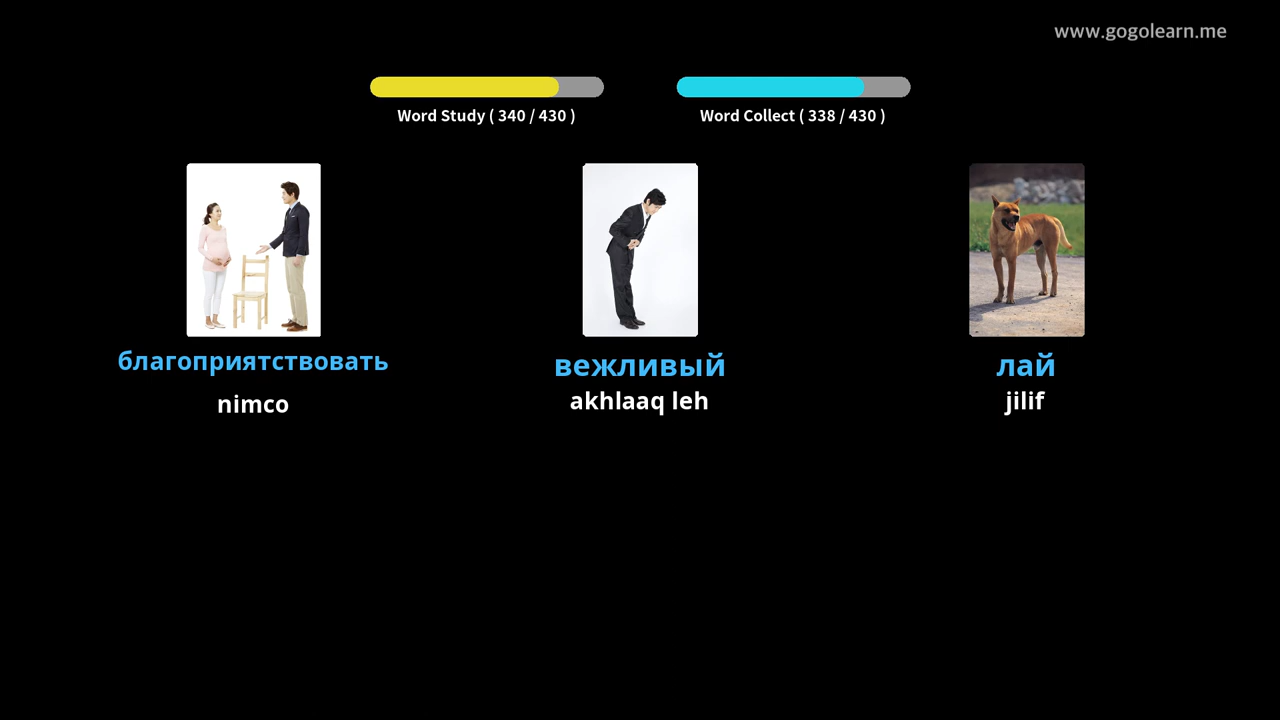 www.gogolearn.me
Word Study ( 340 / 430 )
Word Collect ( 338 / 430 )
благоприятствовать
nimco
вежливый
akhlaaq leh
лай
jilif